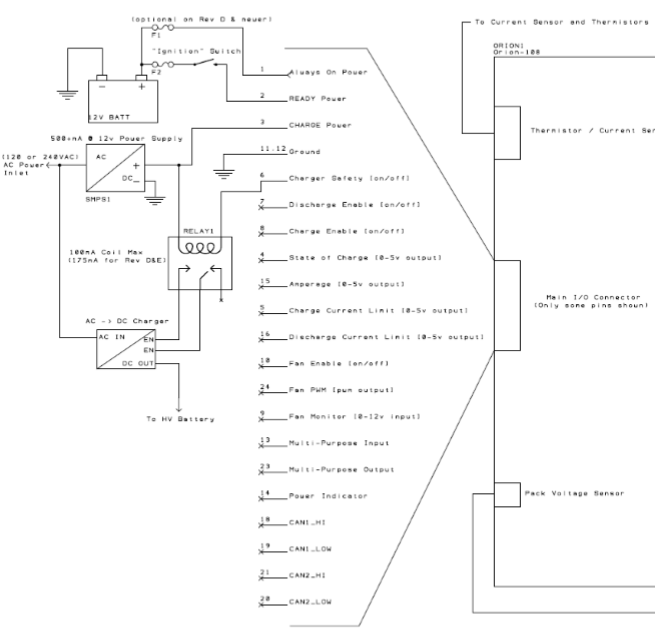 (optional on Rev D & newer)
F1
"Ignition" Switch
F2
12V BATT
500+mA @ 12v Power Supply
(120 or 240VAC)
AC Power
Inlet
AC
DC
SMPS1
RELAY1
100mA Coil Max
(175mA for Rev D&E)
AC -> DC Charger
AC IN
EN
EN
DC OUT
To HV Battery
1 Always On Power
2 READY Power
3 CHARGE Power
11,12 Ground
6 Charger Safety (on/off)
7 Discharge Enable (on/off)
8 Charge Enable (on/off)
4 State of Charge (0-5v output)
15 Amperage (0-5v output)
5 Charge Current Limit (0-5v output)
16 Discharge Current Limit (0-5v output)
10 Fan Enable (on/off)
24 Fan PWM (pwm output)
9 Fan Monitor (0-12v input)
13 Multi-Purpose Input
23 Multi-Purpose Output
14 Power Indicator
18 CAN1_HI
19 CAN1_LOW
21 CAN2_HI
20 CAN2_LOW
To Current Sensor and Thermistors
ORION1
Orion-108
Thermistor / Current Sen
Main I/O Connector
(Only some pins shown)
Pack Voltage Sensor